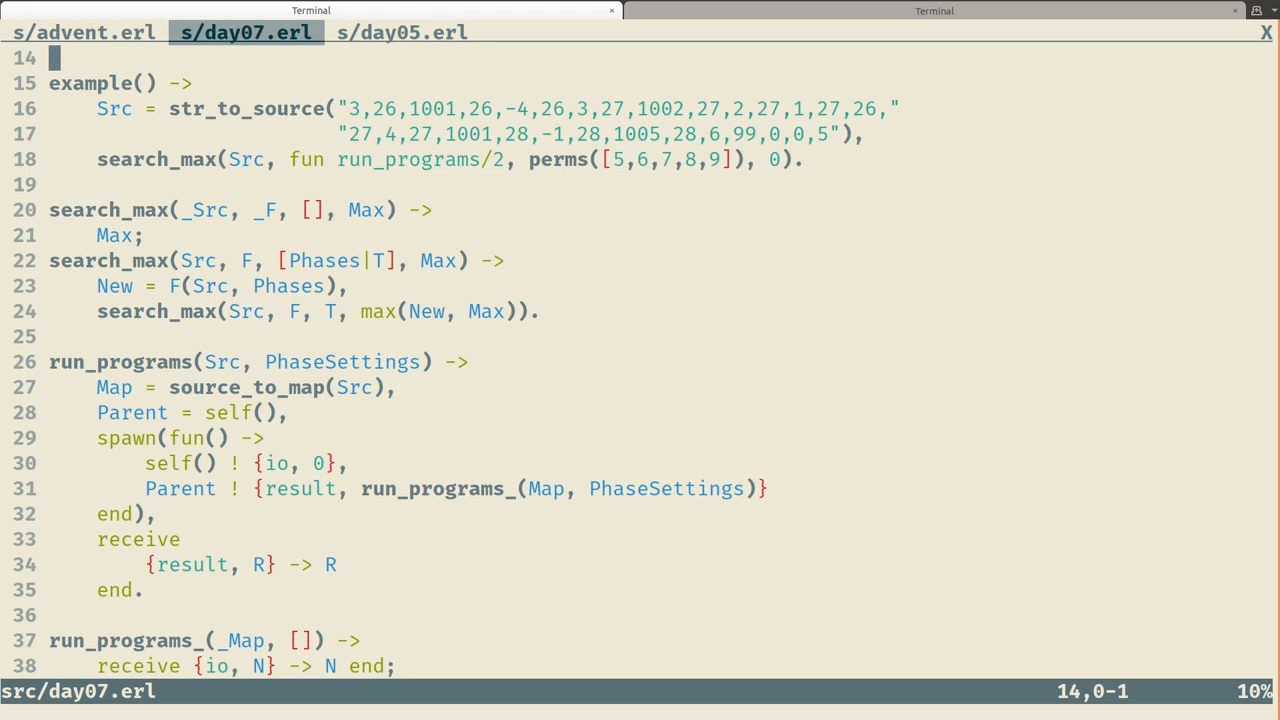 Terminal × Terminal ×
s/advent.erl s/day07.erl s/day05.erl X
14
15 example() ->
16     Src = str_to_source("3,26,1001,26,-4,26,3,27,1002,27,2,27,1,27,26,"
17                         "27,4,27,1001,28,-1,28,1005,28,6,99,0,0,5"),
18     search_max(Src, fun run_programs/2, perms([5,6,7,8,9]), 0).
19
20 search_max(_Src, _F, [], Max) ->
21     Max;
22 search_max(Src, F, [Phases|T], Max) ->
23     New = F(Src, Phases),
24     search_max(Src, F, T, max(New, Max)).
25
26 run_programs(Src, PhaseSettings) ->
27     Map = source_to_map(Src),
28     Parent = self(),
29     spawn(fun() ->
30         self() ! {io, 0},
31         Parent ! {result, run_programs_(Map, PhaseSettings)}
32     end),
33     receive
34         {result, R} -> R
35     end.
36
37 run_programs_(_Map, []) ->
38     receive {io, N} -> N end;
src/day07.erl 14,0-1 10%